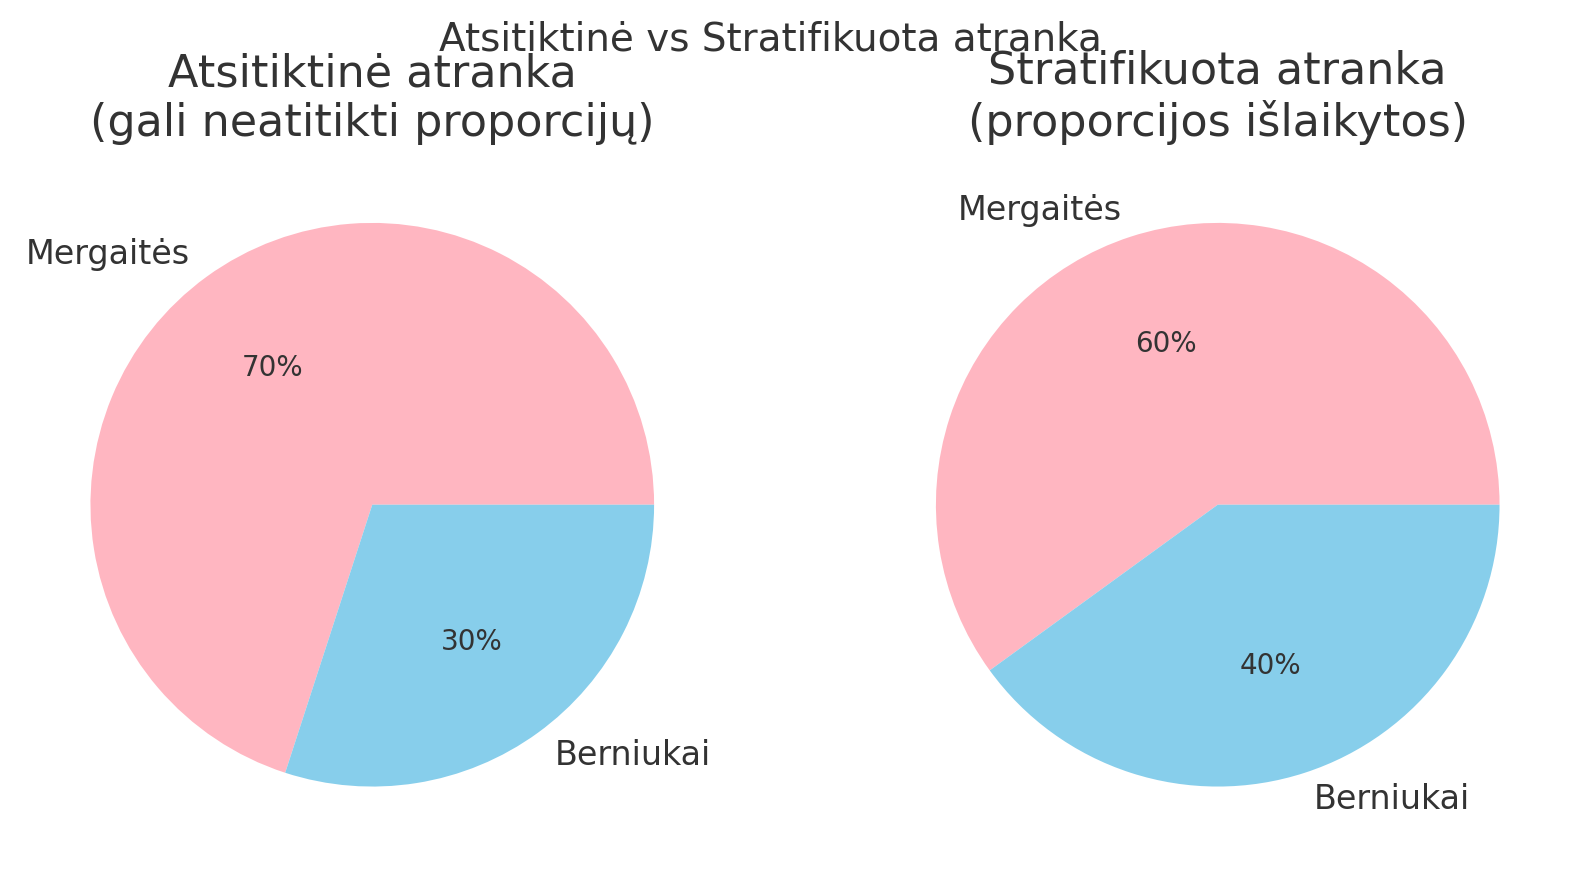 Atsitiktinė vs Stratifikuota atranka
Atsitiktinė atranka
(gali neatitikti proporcijų)
Mergaitės
70%
30%
Berniukai
Stratifikuota atranka
(proporcijos išlaikytos)
Mergaitės
60%
40%
Berniukai